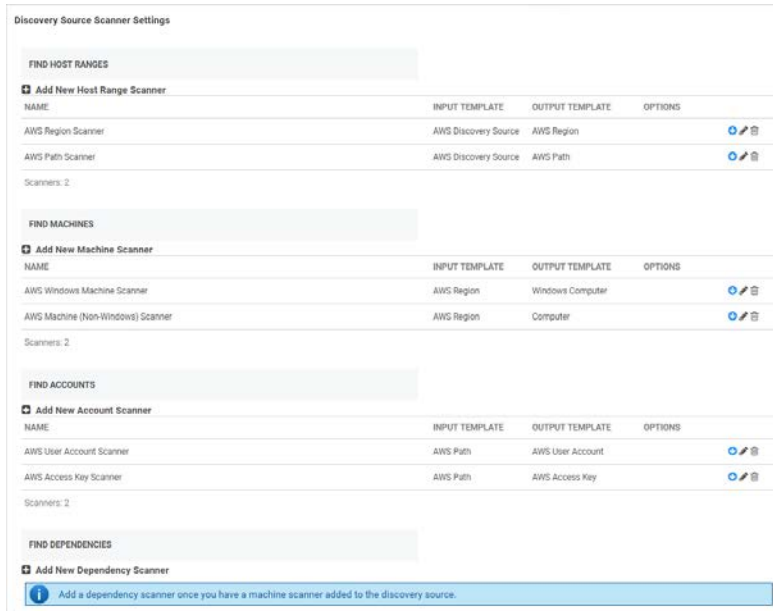 Discovery Source Scanner Settings
FIND HOST RANGES
Add New Host Range Scanner
NAME INPUT TEMPLATE OUTPUT TEMPLATE OPTIONS
AWS Region Scanner AWS Discovery Source AWS Region
AWS Path Scanner AWS Discovery Source AWS Path
Scanners: 2
FIND MACHINES
Add New Machine Scanner
NAME INPUT TEMPLATE OUTPUT TEMPLATE OPTIONS
AWS Windows Machine Scanner AWS Region Windows Computer
AWS Machine (Non-Windows) Scanner AWS Region Computer
Scanners: 2
FIND ACCOUNTS
Add New Account Scanner
NAME INPUT TEMPLATE OUTPUT TEMPLATE OPTIONS
AWS User Account Scanner AWS Path AWS User Account
AWS Access Key Scanner AWS Path AWS Access Key
Scanners: 2
FIND DEPENDENCIES
Add New Dependency Scanner
Add a dependency scanner once you have a machine scanner added to the discovery source.